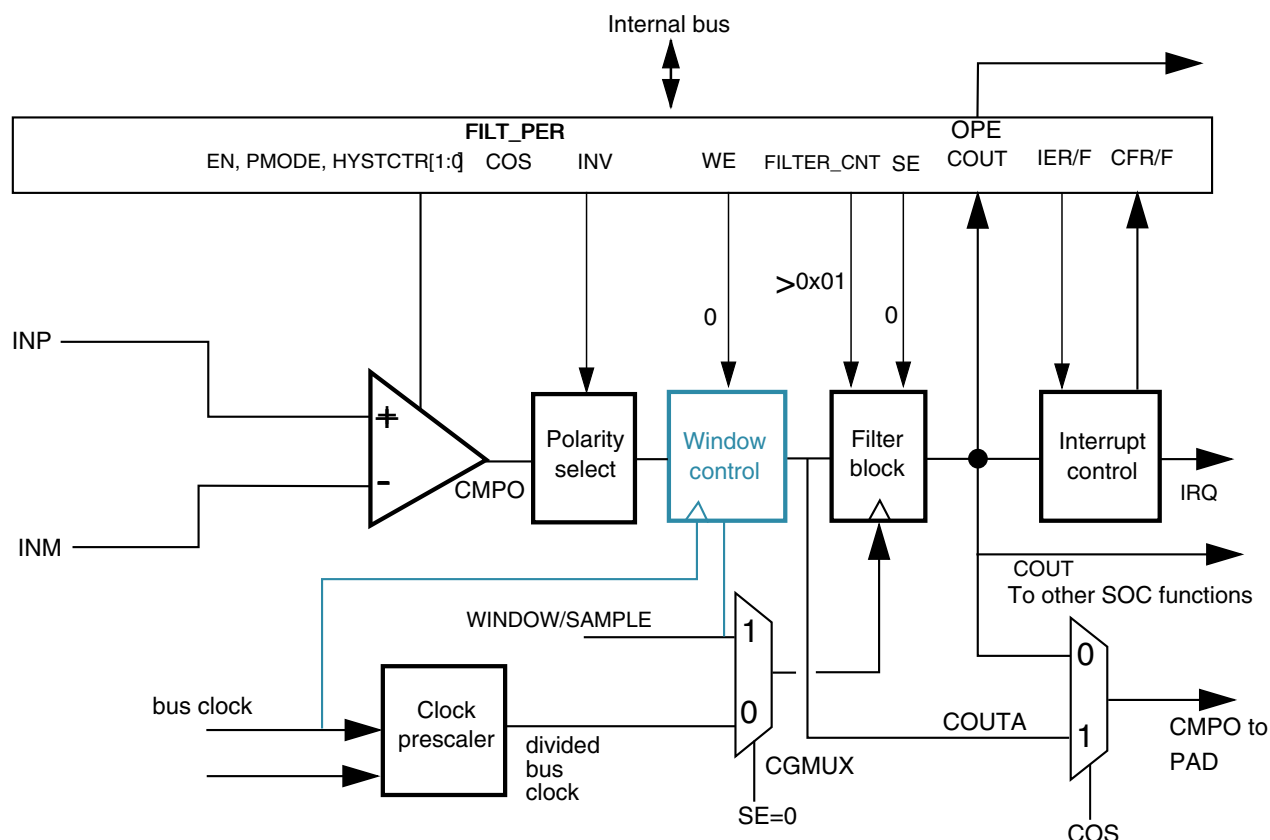 Internal bus
FILT_PER
OPE
EN, PMODE, HYSTCTR[1:0]
COS
INV
WE
FILTER_CNT
SE
COUT
IER/F
CFR/F
>0x01
0
0
INP
+
-
INM
CMPO
Polarity
select
Window
control
Filter
block
Interrupt
control
IRQ
COUT
To other SOC functions
WINDOW/SAMPLE
1
0
CGMUX
SE=0
bus clock
Clock
prescaler
divided
bus
clock
COUTA
0
1
CMPO to
PAD
COS